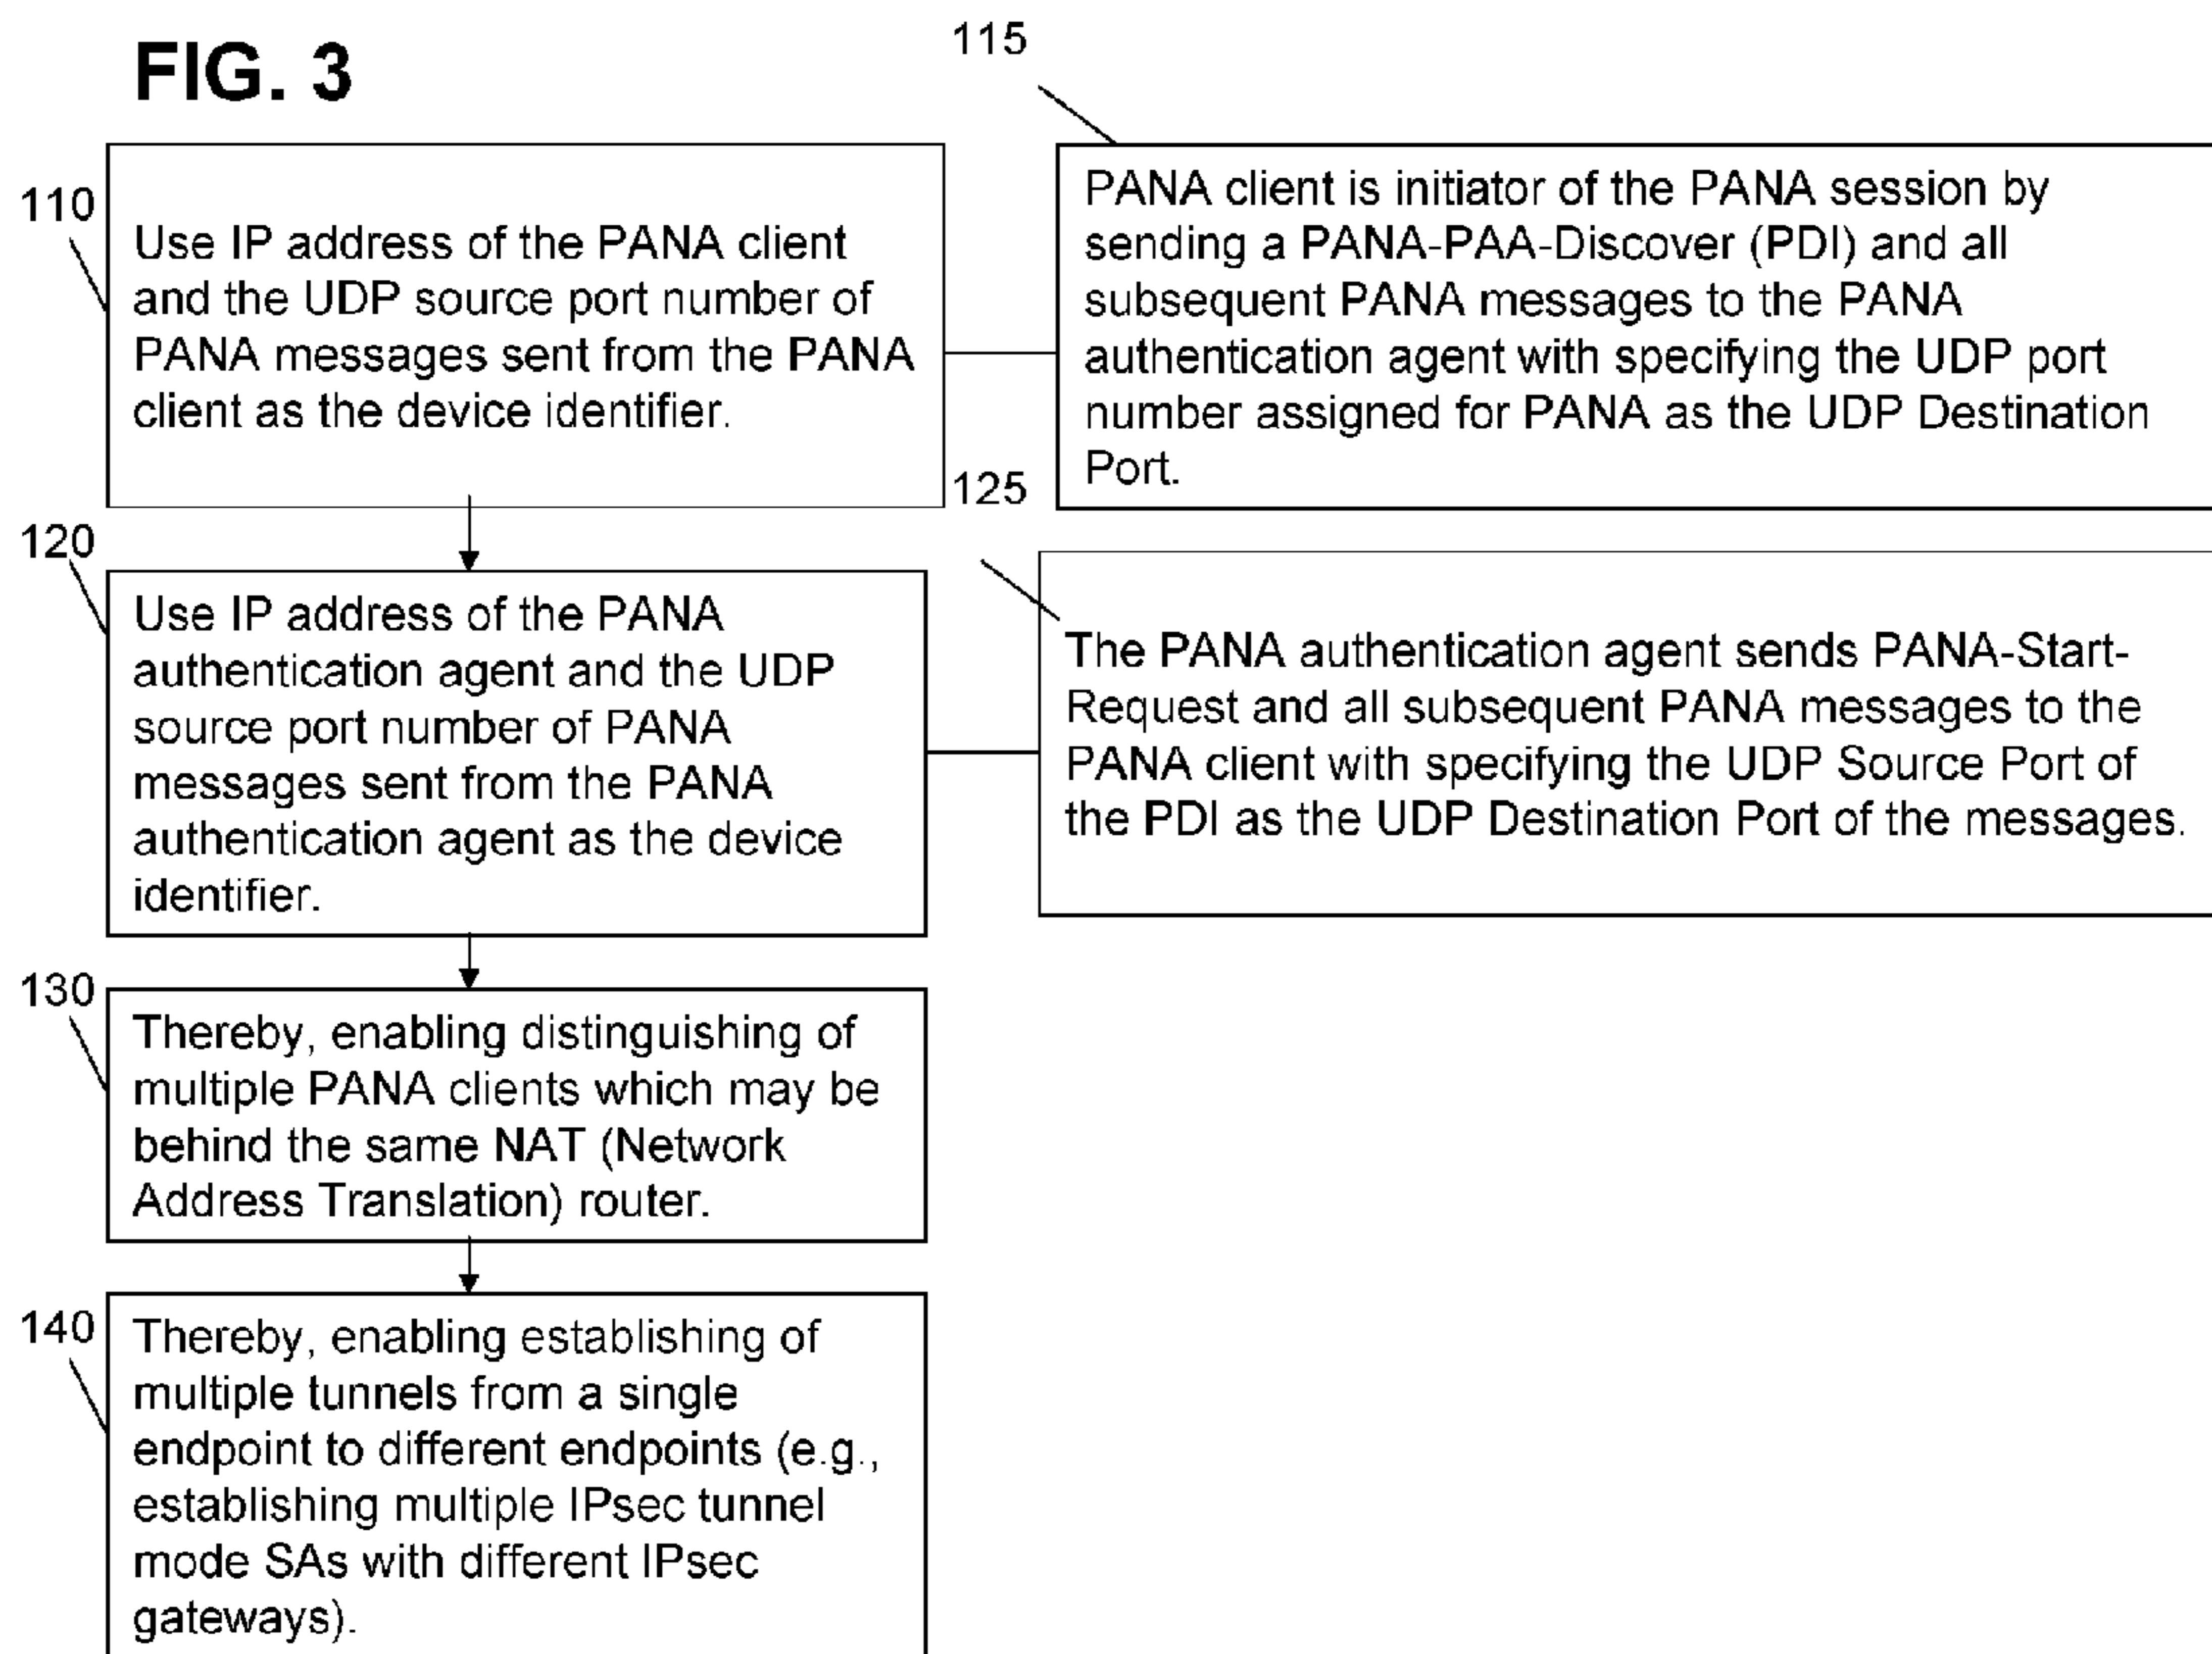 FIG. 3
110
Use IP address of the PANA client
and the UDP source port number of
PANA messages sent from the PANA
client as the device identifier.
115
PANA client is initiator of the PANA session by
sending a PANA-PAA-Discover (PDI) and all
subsequent PANA messages to the PANA
authentication agent with specifying the UDP port
number assigned for PANA as the UDP Destination
Port.
120
Use IP address of the PANA
authentication agent and the UDP
source port number of PANA
messages sent from the PANA
authentication agent as the device
identifier.
125
The PANA authentication agent sends PANA-Start-
Request and all subsequent PANA messages to the
PANA client with specifying the UDP Source Port of
the PDI as the UDP Destination Port of the messages.
130
Thereby, enabling distinguishing of
multiple PANA clients which may be
behind the same NAT (Network
Address Translation) router.
140
Thereby, enabling establishing of
multiple tunnels from a single
endpoint to different endpoints (e.g.,
establishing multiple IPsec tunnel
mode SAs with different IPsec
gateways).